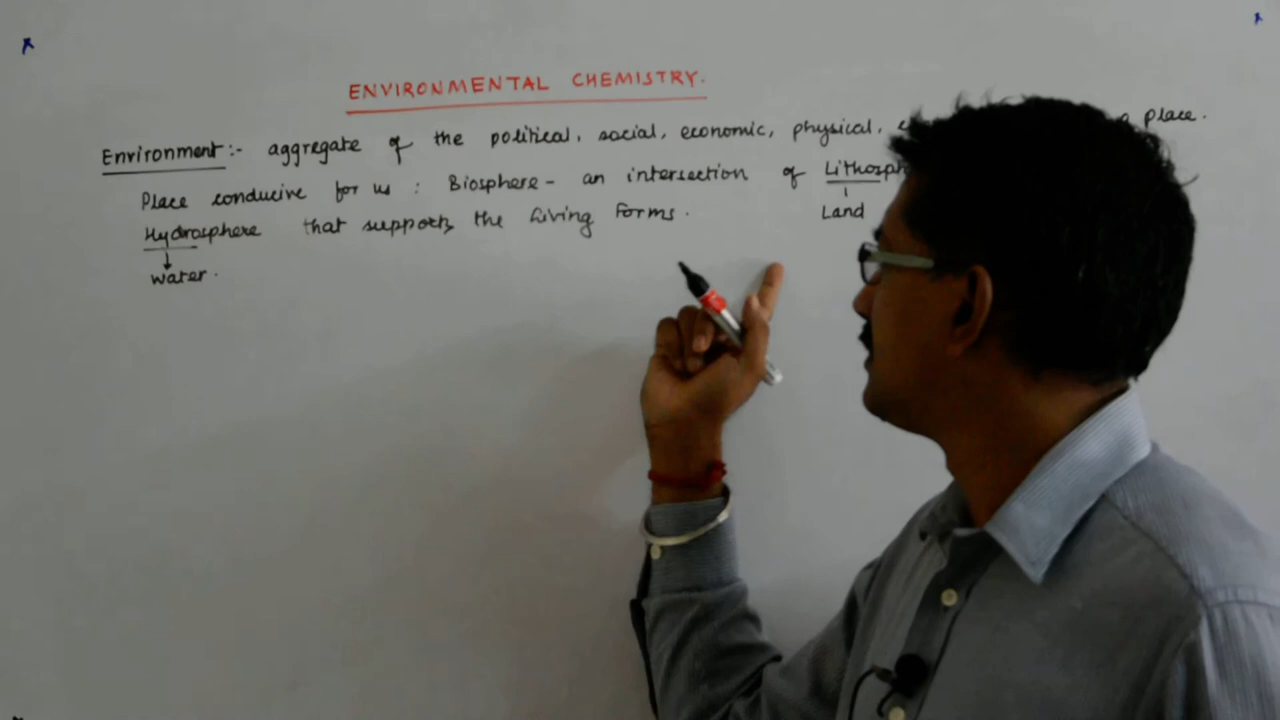 ENVIRONMENTAL CHEMISTRY.
Environment:- aggregate of the political, social, economic, physical, place.
Place conducive for us : Biosphere - an intersection of Lithosph
Land
Hydrosphere that supports the living forms.
water.